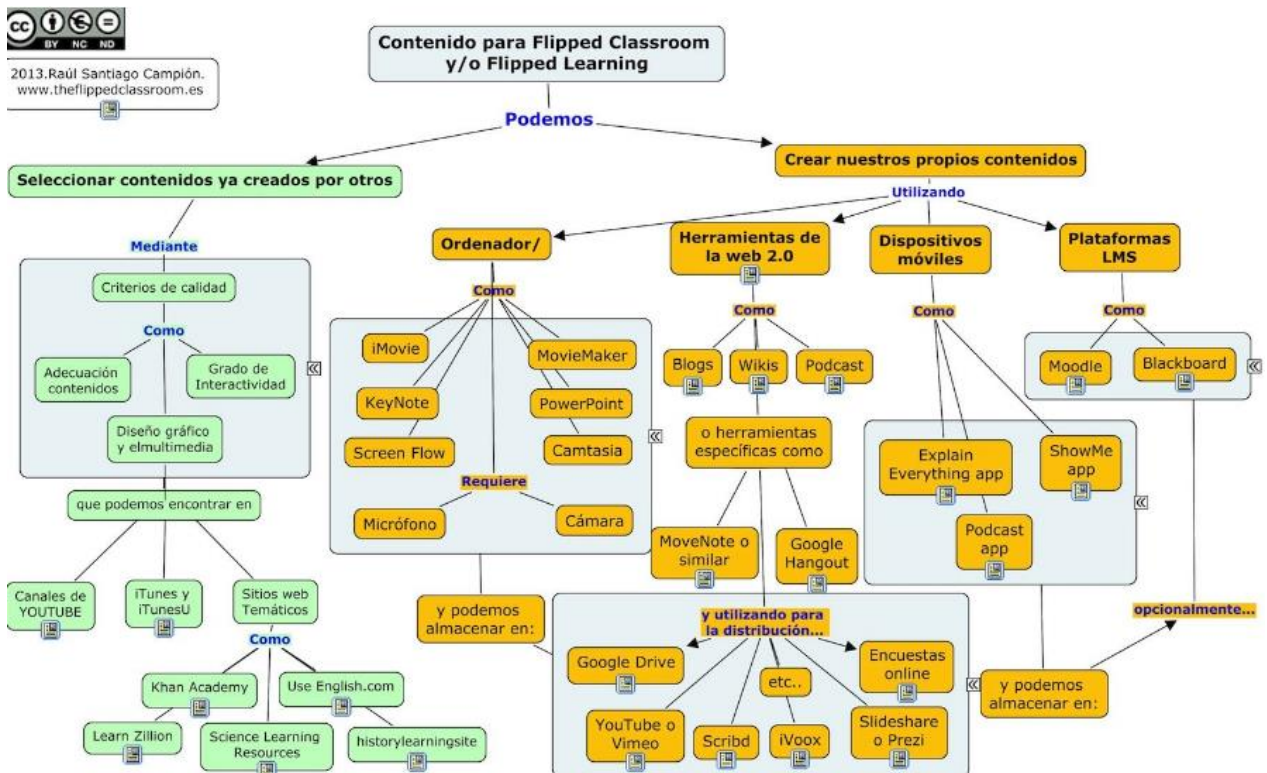 cc
BY NC ND
2013.Raúl Santiago Campión.
www.theflippedclassroom.es
Contenido para Flipped Classroom
y/o Flipped Learning
Podemos
Seleccionar contenidos ya creados por otros
Mediante
Criterios de calidad
Como
Adecuación
contenidos
Grado de
Interactividad
Diseño gráfico
y elmultimedia
que podemos encontrar en
Canales de
YOUTUBE
iTunes y
iTunesU
Sitios web
Temáticos
Como
Khan Academy
Use English.com
Learn Zillion
Science Learning
Resources
historylearningsite
Crear nuestros propios contenidos
Utilizando
Ordenador/
Como
iMovie
MovieMaker
KeyNote
PowerPoint
Screen Flow
Camtasia
Requiere
Micrófono
Cámara
y podemos
almacenar en:
Herramientas de
la web 2.0
Como
Blogs
Wikis
Podcast
o herramientas
específicas como
MoveNote o
similar
Google
Hangout
y utilizando para
la distribución...
Google Drive
etc..
Encuestas
online
YouTube o
Vimeo
Scribd
iVoox
Slideshare
o Prezi
Dispositivos
móviles
Como
Explain
Everything app
ShowMe
app
Podcast
app
y podemos
almacenar en:
Plataformas
LMS
Como
Moodle
Blackboard
opcionalmente...